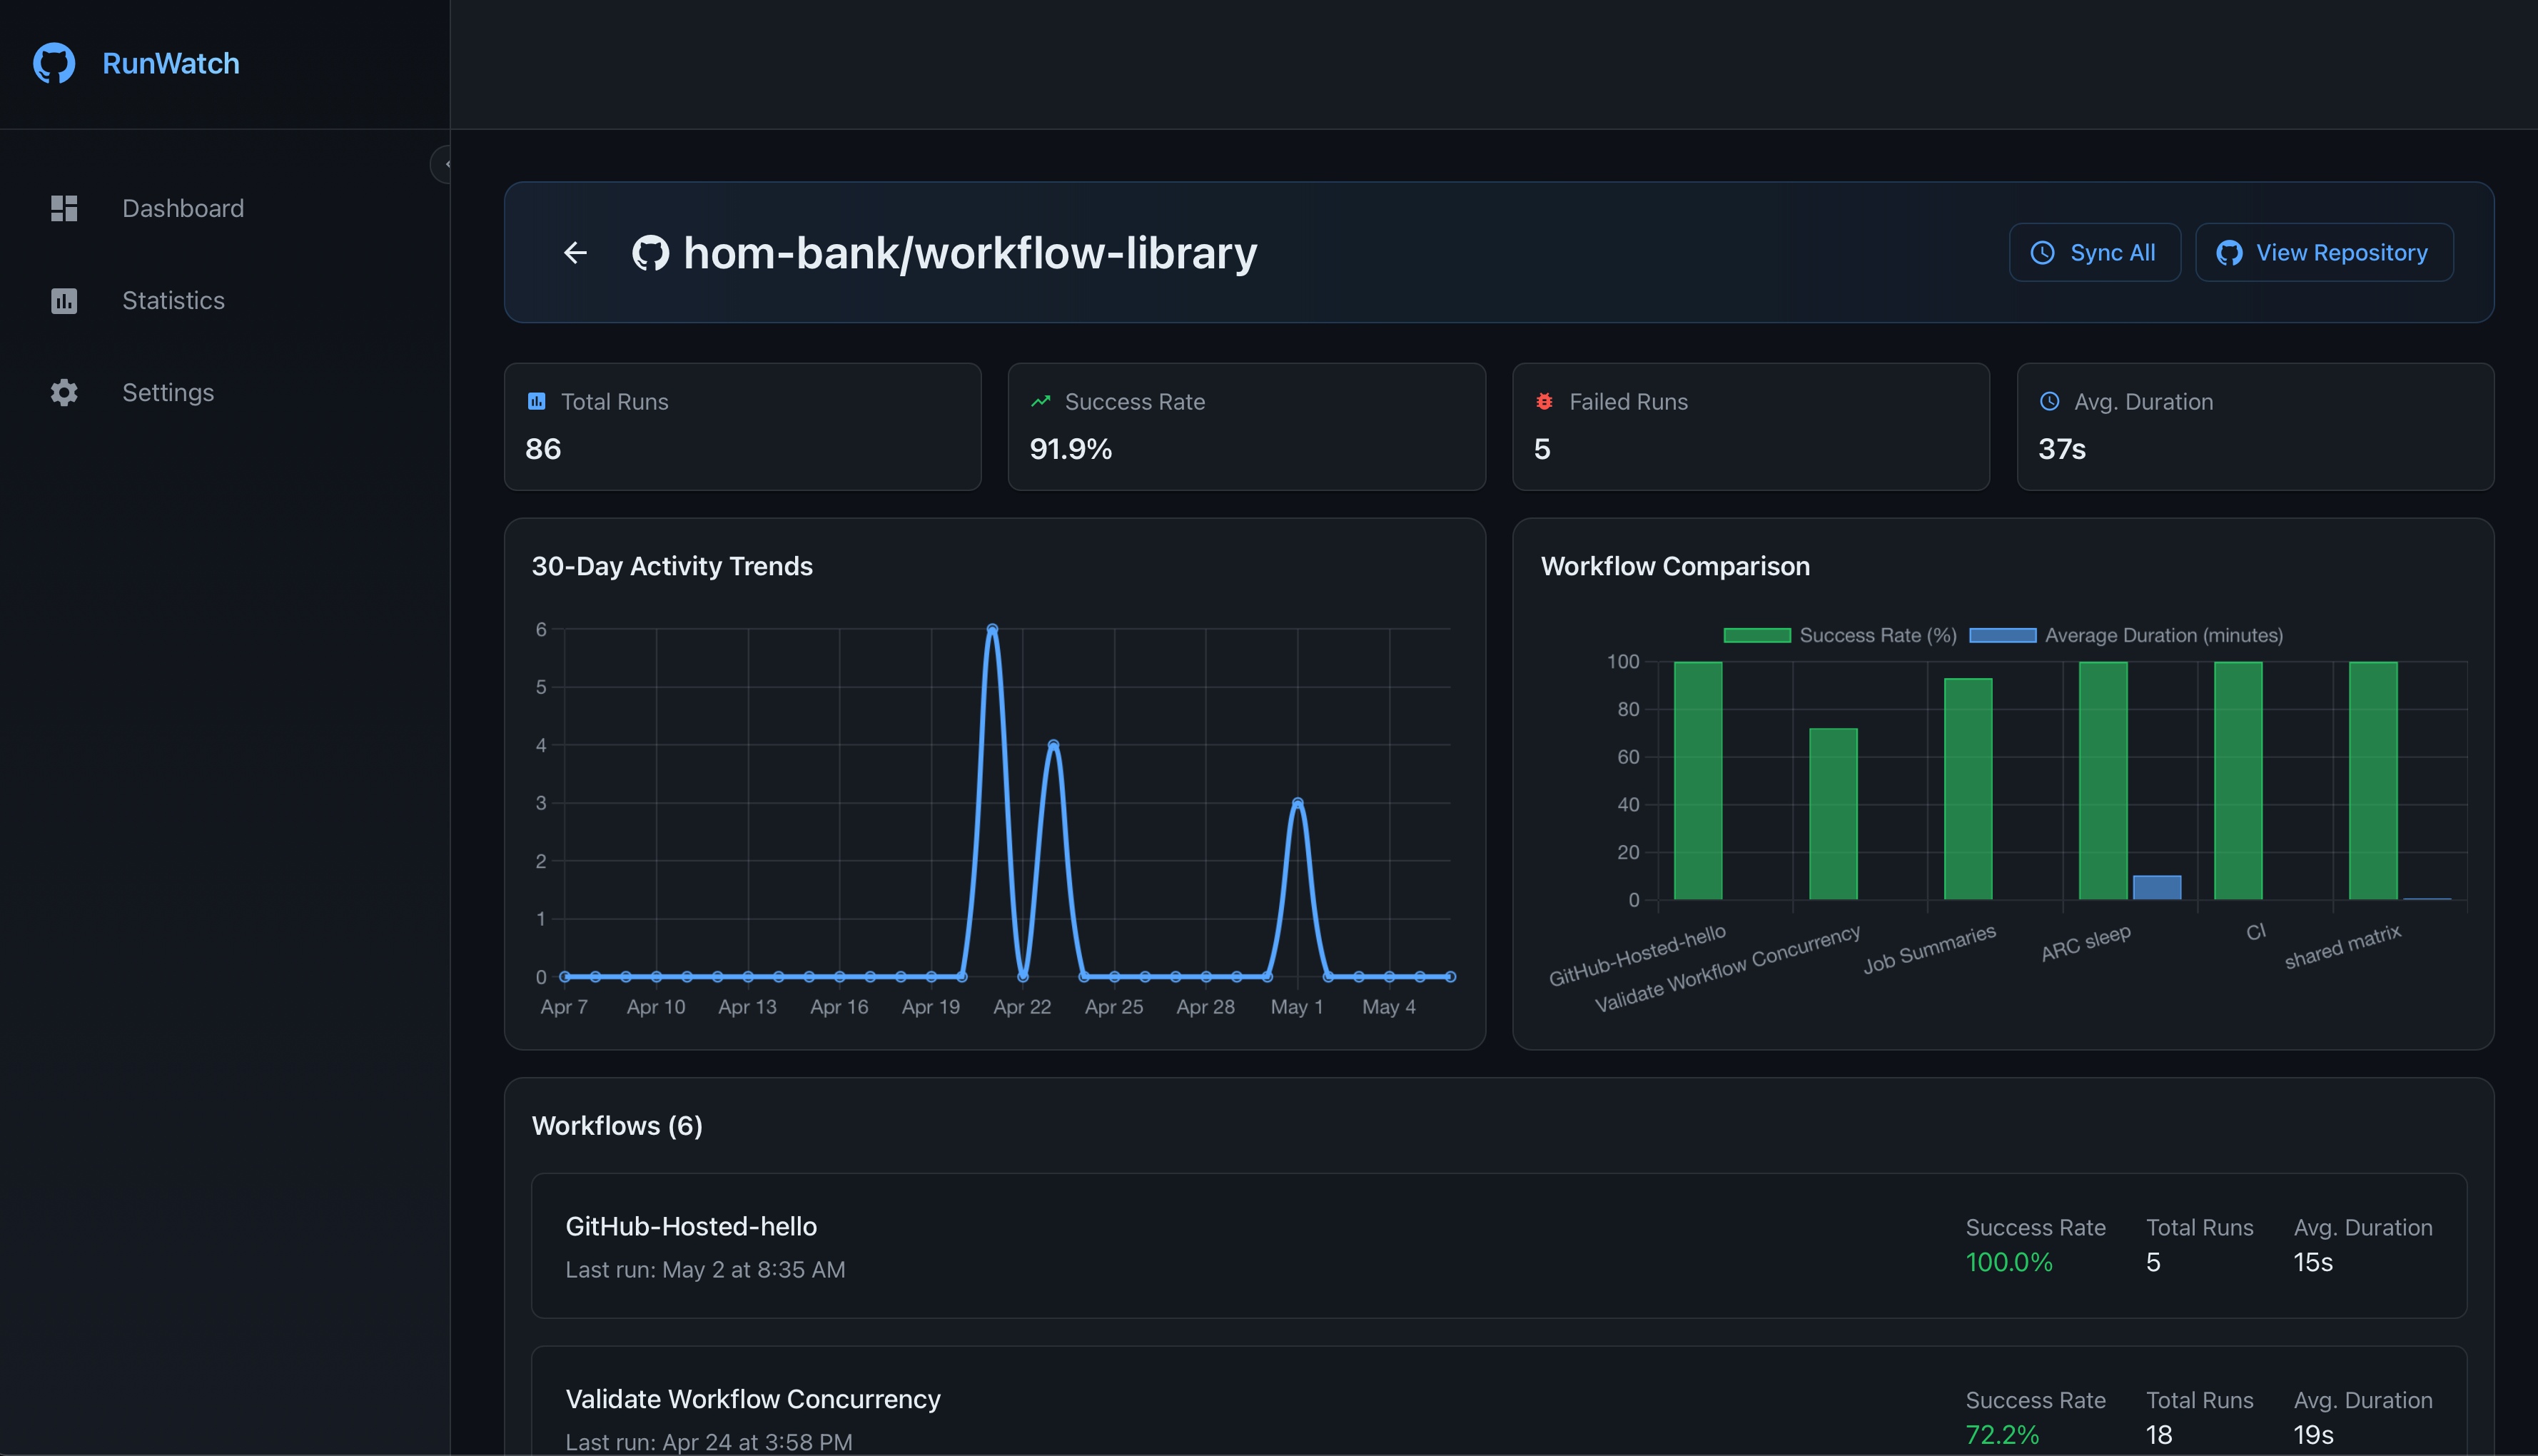 RunWatch
Dashboard
Statistics
Settings
hom-bank/workflow-library
Sync All
View Repository
Total Runs
86
Success Rate
91.9%
Failed Runs
5
Avg. Duration
37s
30-Day Activity Trends
6
5
4
3
2
1
0
Apr 7 Apr 10 Apr 13 Apr 16 Apr 19 Apr 22 Apr 25 Apr 28 May 1 May 4
Workflow Comparison
Success Rate (%) Average Duration (minutes)
100
80
60
40
20
0
GitHub-Hosted-hello
Validate Workflow Concurrency
Job Summaries
ARC sleep
CI
shared matrix
Workflows (6)
GitHub-Hosted-hello
Last run: May 2 at 8:35 AM
Success Rate Total Runs Avg. Duration
100.0% 5 15s
Validate Workflow Concurrency
Last run: Apr 24 at 3:58 PM
Success Rate Total Runs Avg. Duration
72.2% 18 19s